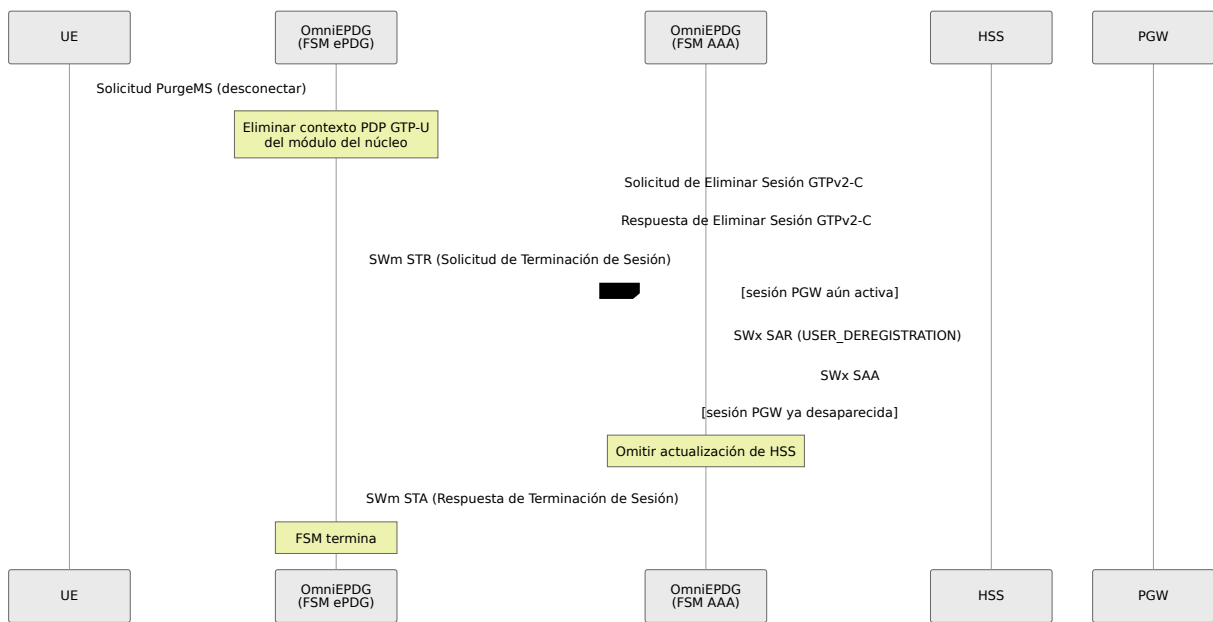 UE
OmniEPDG
(FSM ePDG)
OmniEPDG
(FSM AAA)
HSS
PGW
Solicitud PurgeMS (desconectar)
Eliminar contexto PDP GTP-U
del módulo del núcleo
Solicitud de Eliminar Sesión GTPv2-C
Respuesta de Eliminar Sesión GTPv2-C
SWm STR (Solicitud de Terminación de Sesión)
[sesión PGW aún activa]
SWx SAR (USER_DEREGISTRATION)
SWx SAA
[sesión PGW ya desaparecida]
Omitir actualización de HSS
SWm STA (Respuesta de Terminación de Sesión)
FSM termina
UE
OmniEPDG
(FSM ePDG)
OmniEPDG
(FSM AAA)
HSS
PGW